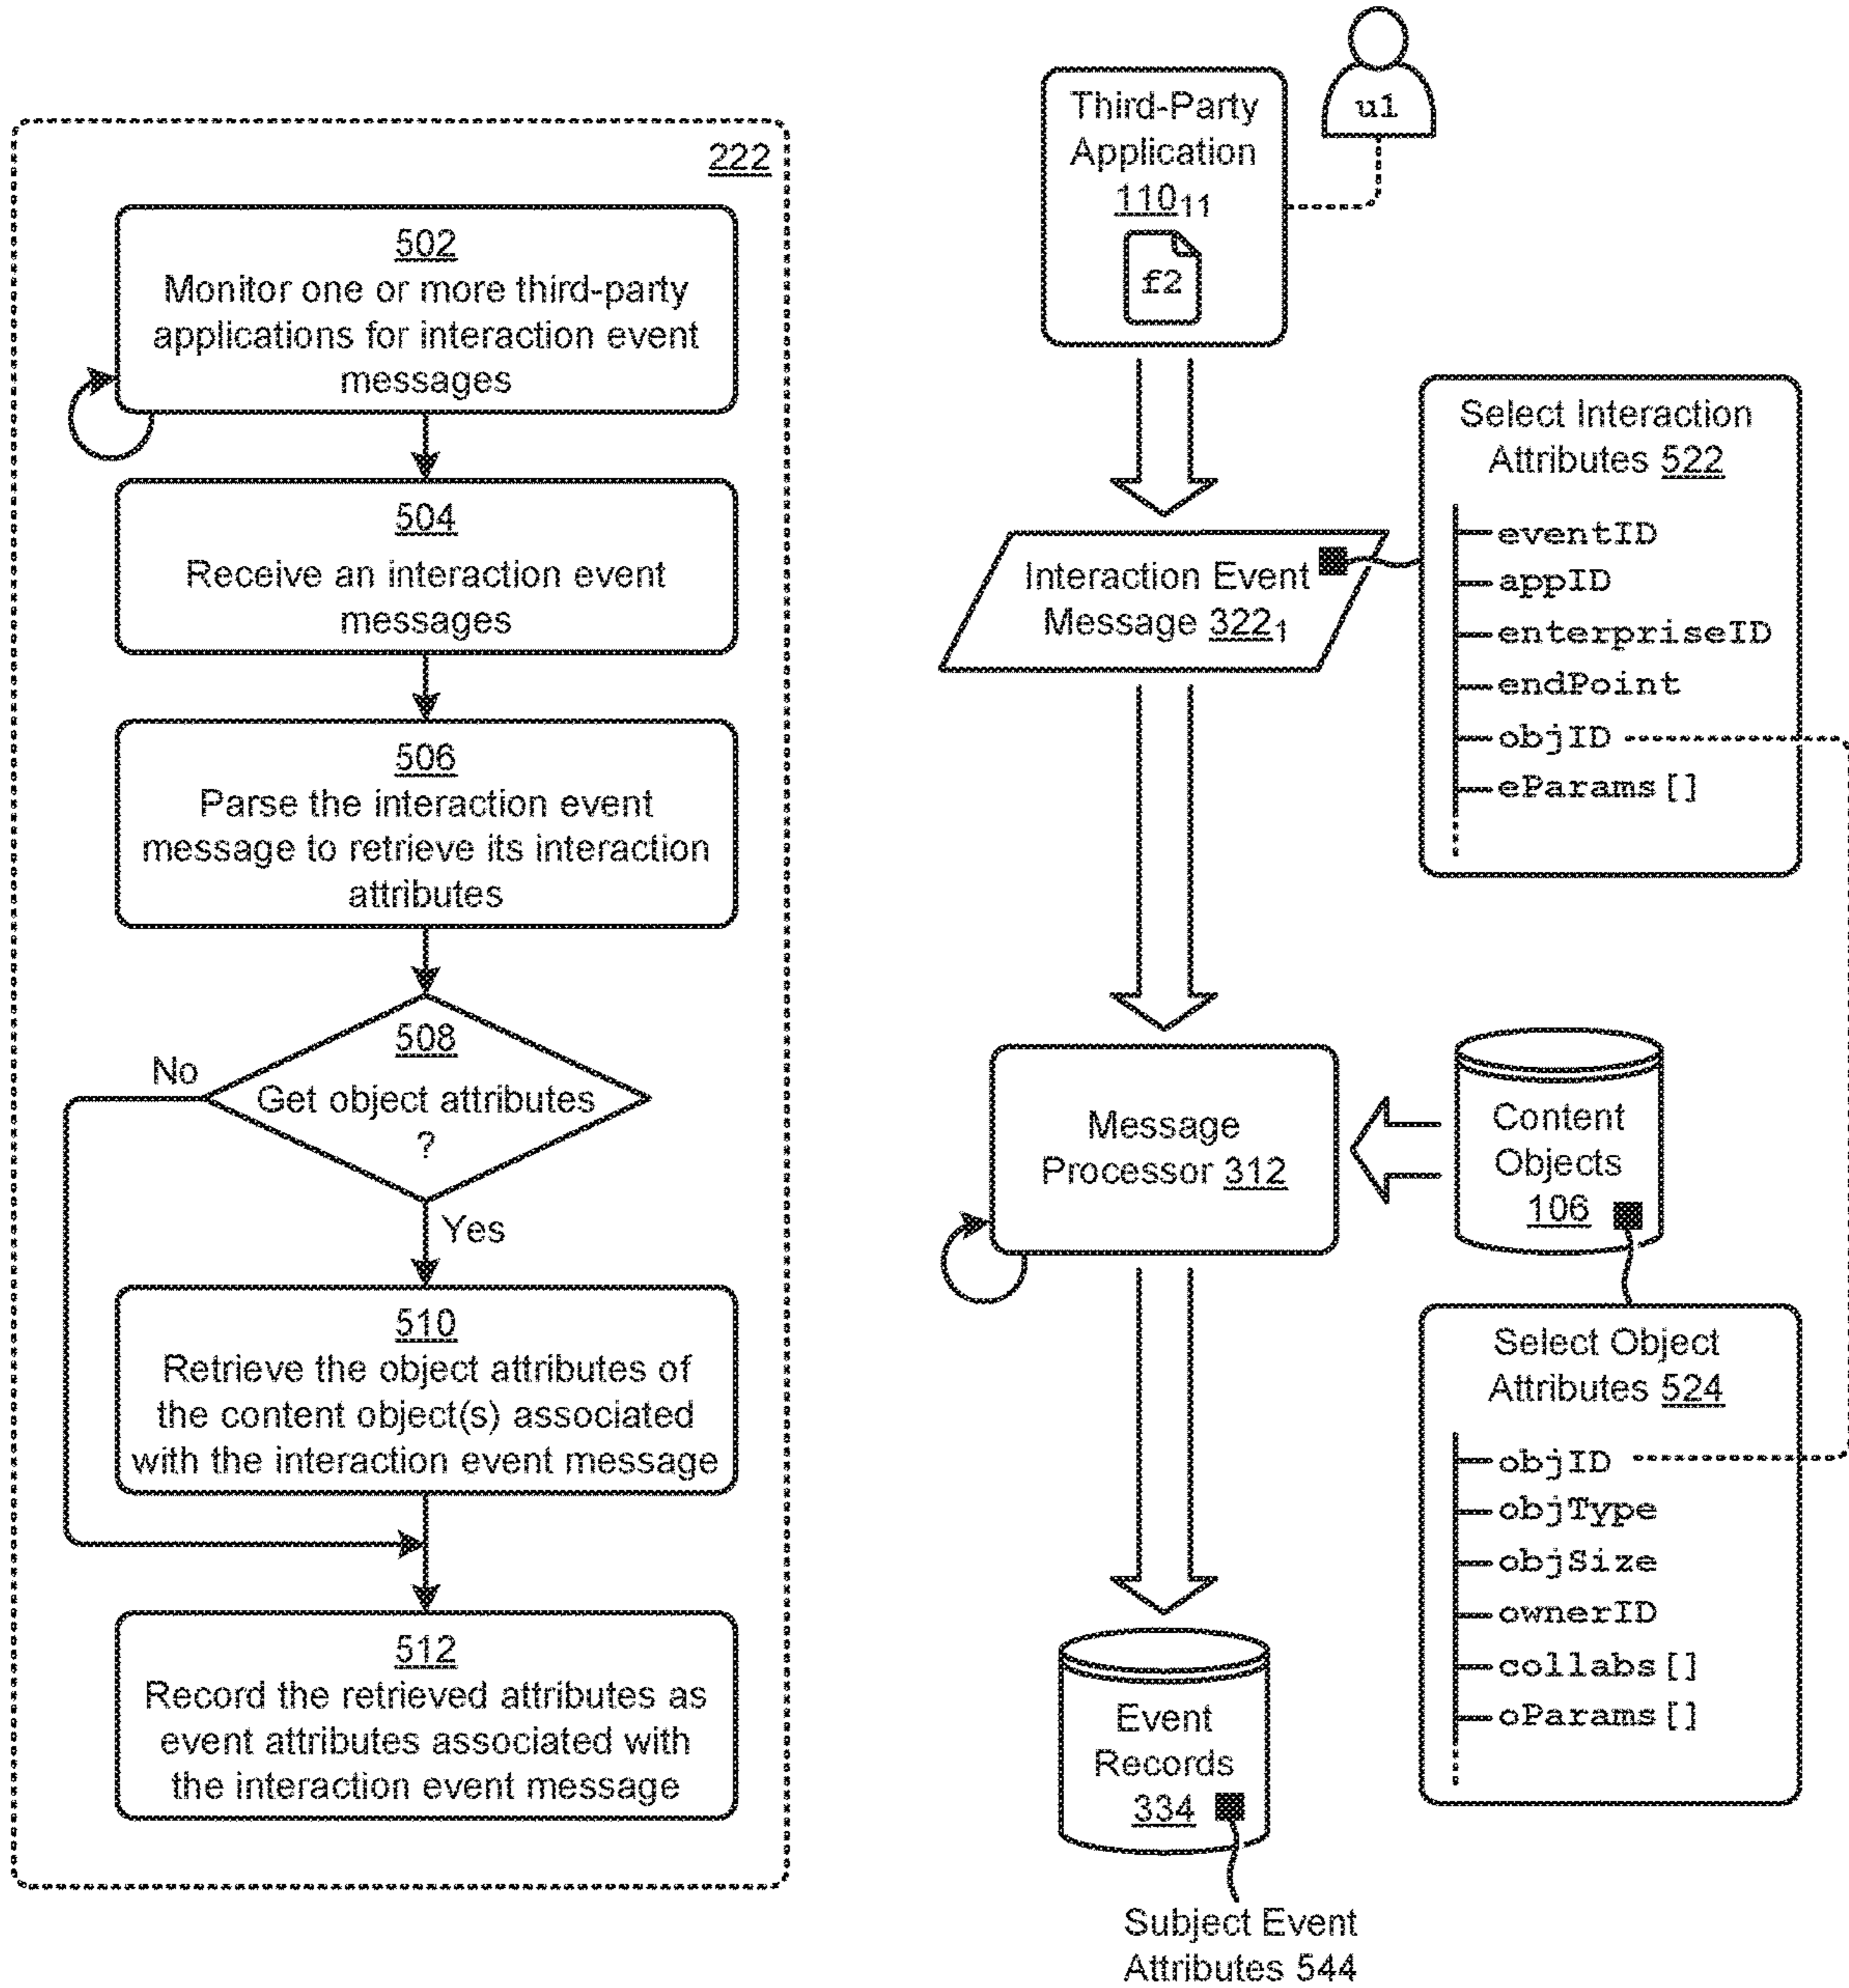 222
502
Monitor one or more third-party
applications for interaction event
messages
504
Receive an interaction event
messages
506
Parse the interaction event
message to retrieve its interaction
attributes
508
Get object attributes
?
No
Yes
510
Retrieve the object attributes of
the content object(s) associated
with the interaction event message
512
Record the retrieved attributes as
event attributes associated with
the interaction event message
Third-Party
Application
110₁₁
f2
u1
Interaction Event
Message 322₁
Select Interaction
Attributes 522
eventID
appID
enterpriseID
endPoint
objID
eParams[]
Message
Processor 312
Content
Objects
106
Select Object
Attributes 524
objID
objType
objSize
ownerID
collabs[]
oParams[]
Event
Records
334
Subject Event
Attributes 544